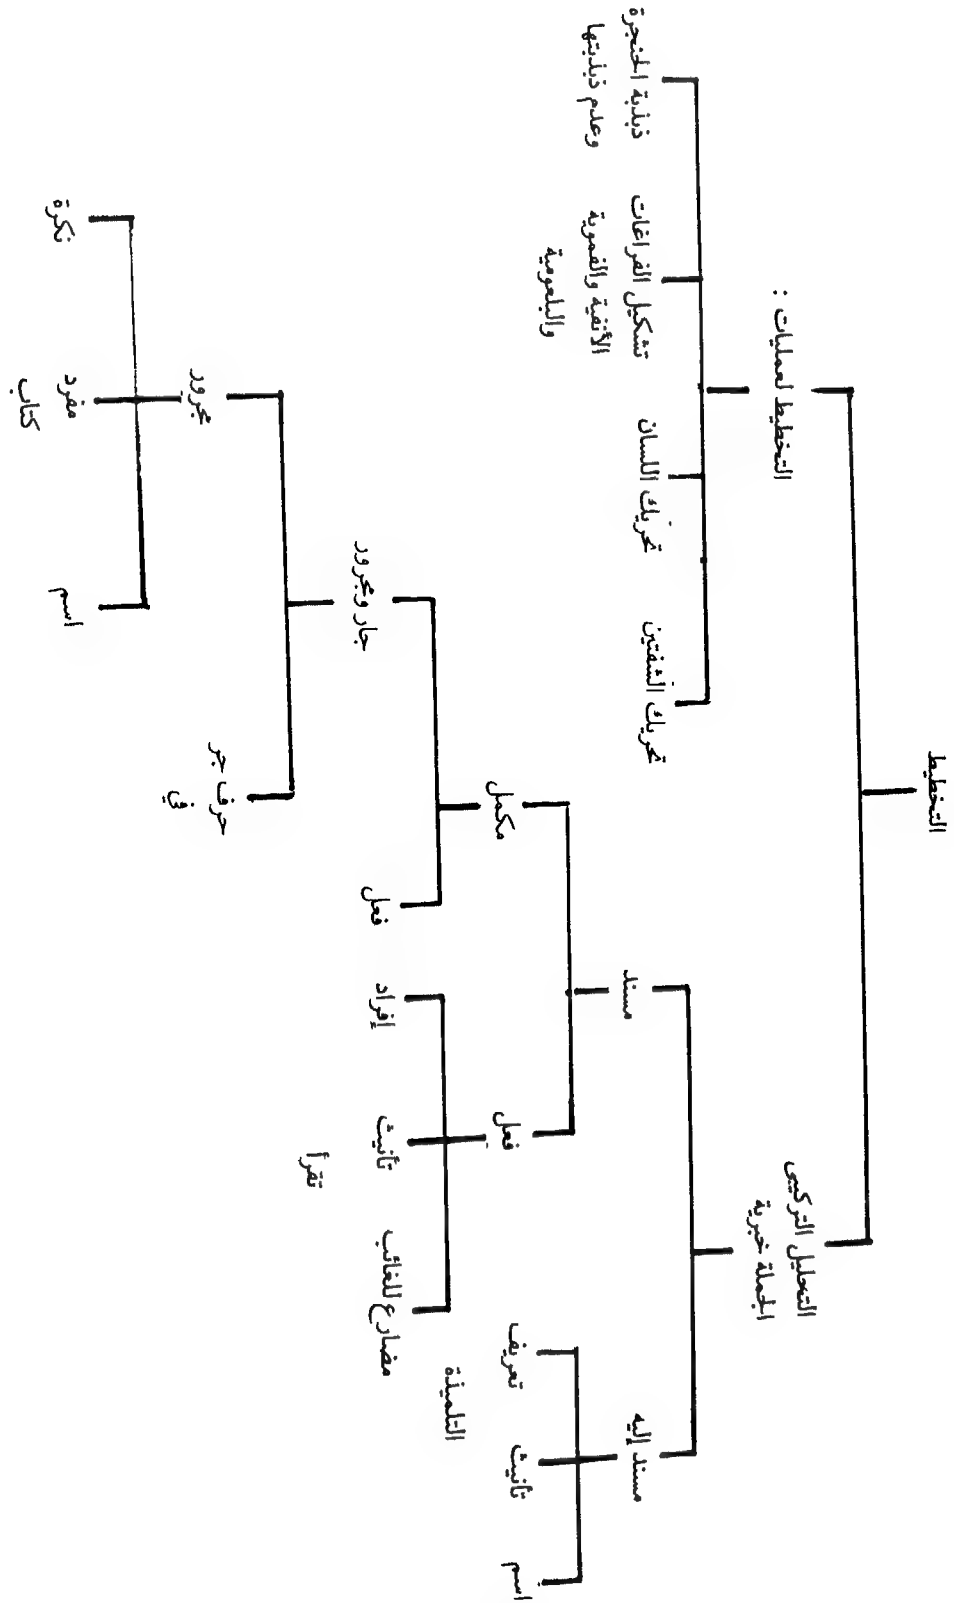 التخطيط
التحليل التركيبى
الجملة خبرية
التخطيط لعمليات :
مسند إليه
مسند
تحريك الشفتين
تحريك اللسان
تشكيل الفراغات
الأنفية والفموية
والبلعومية
ذبذبة الحنجرة
وعدم ذبذبتها
اسم
تأنيث
تعريف
التلميذة
فعل
مكمل
مضارع للغائب
تأنيث
إفراد
تقرأ
فعل
جار ومجرور
حرف جر
في
مجرور
اسم
مفرد
كتاب
نكرة